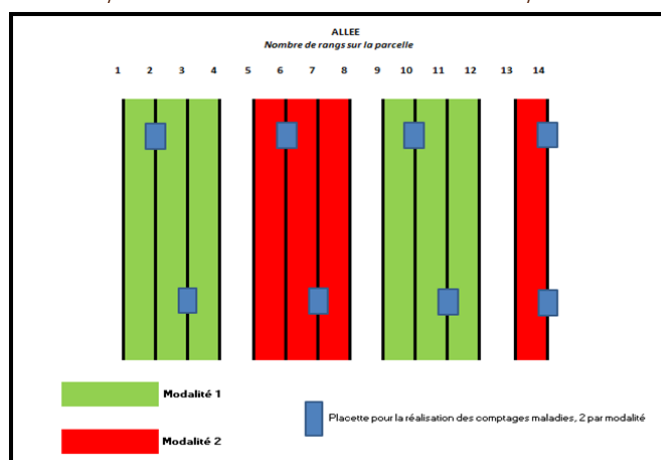 ALLEE
Nombre de rangs sur la parcelle
1 2 3 4 5 6 7 8 9 10 11 12 13 14
Modalité 1
Placette pour la réalisation des comptages maladies, 2 par modalité
Modalité 2